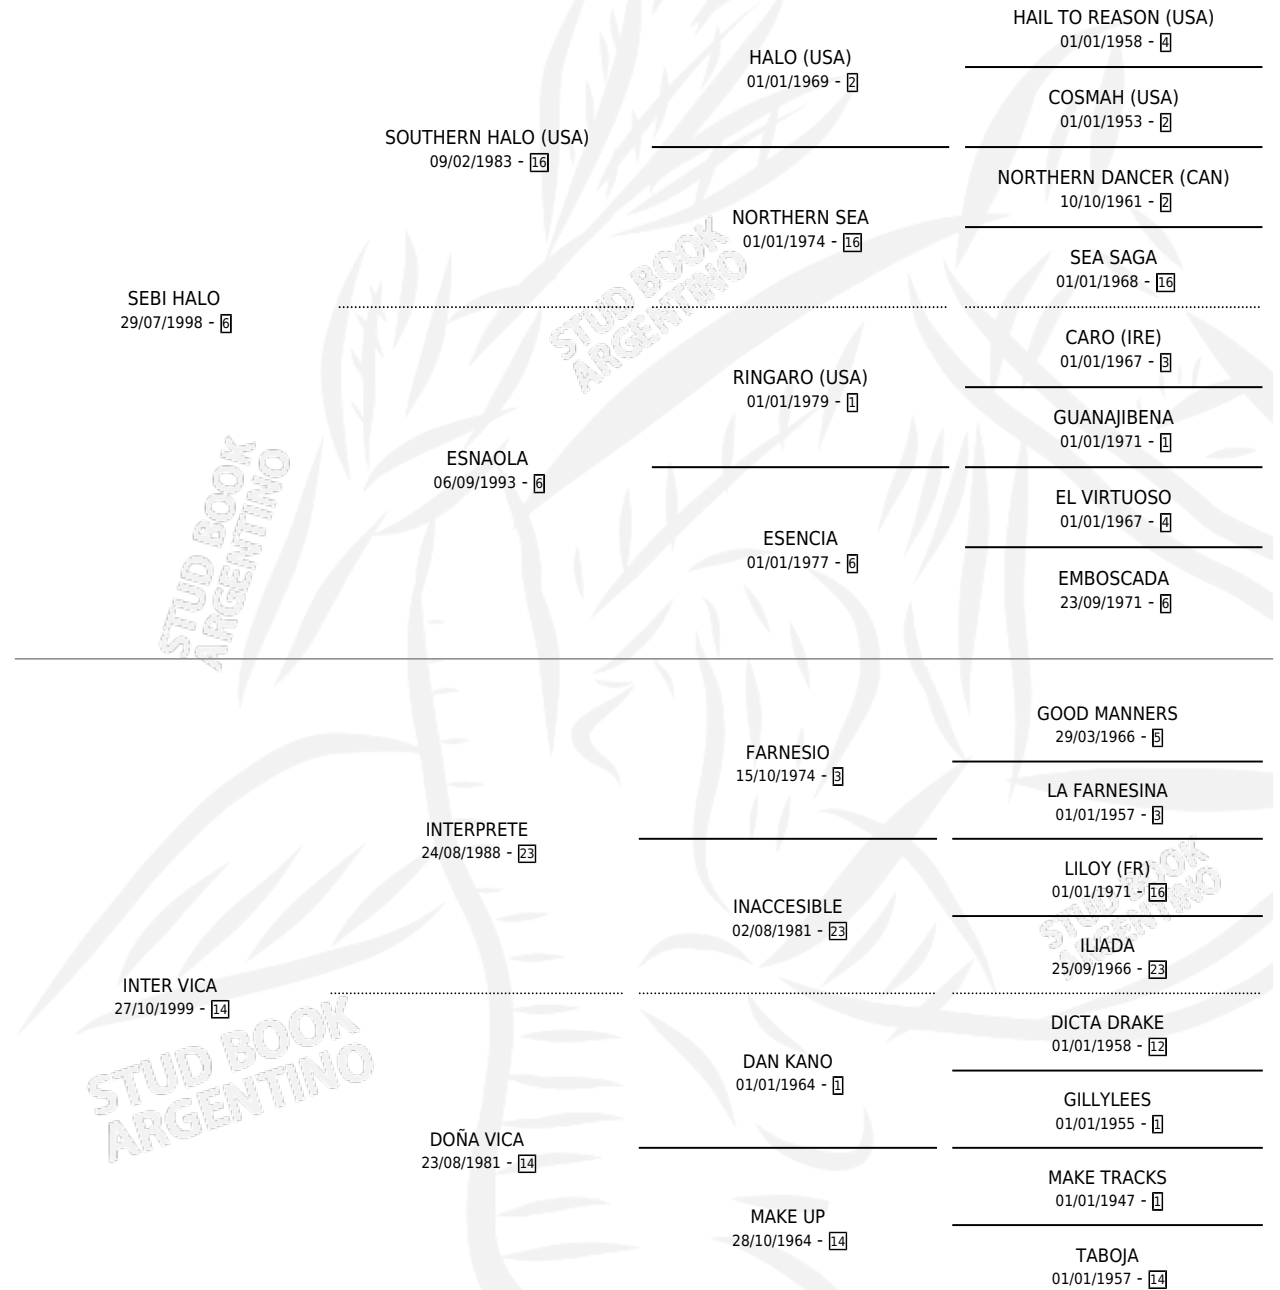 HAIL TO REASON (USA)
01/01/1958 - 4
HALO (USA)
01/01/1969 - 2
COSMAH (USA)
01/01/1953 - 2
SOUTHERN HALO (USA)
09/02/1983 - 16
NORTHERN DANCER (CAN)
10/10/1961 - 2
NORTHERN SEA
01/01/1974 - 16
SEA SAGA
01/01/1968 - 16
SEBI HALO
29/07/1998 - 6
STUD BOOK
ARGENTINO
CARO (IRE)
01/01/1967 - 3
RINGARO (USA)
01/01/1979 - 1
GUANAJIBENA
01/01/1971 - 1
ESNAOLA
06/09/1993 - 6
EL VIRTUOSO
01/01/1967 - 4
ESENCIA
01/01/1977 - 6
EMBOSCADA
23/09/1971 - 6
STUD BOOK
ARGENTINO
GOOD MANNERS
29/03/1966 - 5
FARNESIO
15/10/1974 - 3
LA FARNESINA
01/01/1957 - 3
INTERPRETE
24/08/1988 - 23
LILOY (FR)
01/01/1971 - 16
INACCESIBLE
02/08/1981 - 23
STUD BOOK
ARGENTINO
ILIADA
25/09/1966 - 23
INTER VICA
27/10/1999 - 14
DICTA DRAKE
01/01/1958 - 12
DAN KANO
01/01/1964 - 1
STUD BOOK
ARGENTINO
GILLYLEES
01/01/1955 - 1
DOÑA VICA
23/08/1981 - 14
MAKE TRACKS
01/01/1947 - 1
MAKE UP
28/10/1964 - 14
TABOJA
01/01/1957 - 14